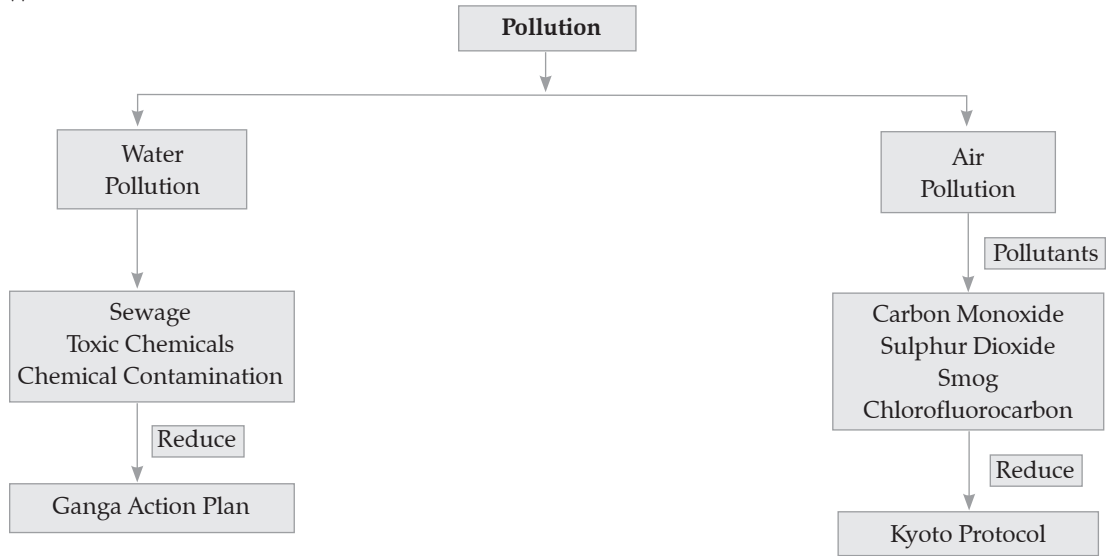 Pollution
Water
Pollution
Air
Pollution
Pollutants
Sewage
Toxic Chemicals
Chemical Contamination
Carbon Monoxide
Sulphur Dioxide
Smog
Chlorofluorocarbon
Reduce
Reduce
Ganga Action Plan
Kyoto Protocol